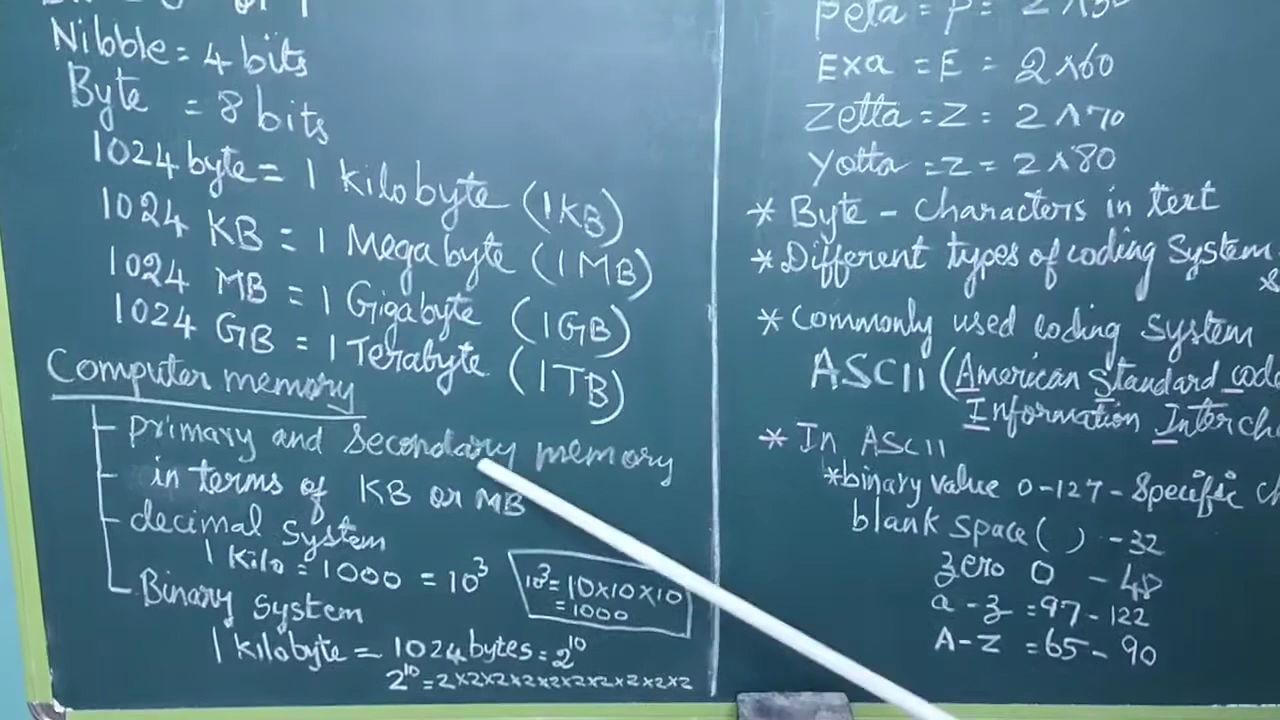 Nibble = 4 bits
Byte = 8 bits
1024 byte = 1 kilobyte (1KB)
1024 KB = 1 Megabyte (1MB)
1024 MB = 1 Gigabyte (1GB)
1024 GB = 1 Terabyte (1TB)
Computer memory
primary and Secondary memory
in terms of KB or MB
decimal System
1 Kilo = 1000 = 10³
10³ = 10×10×10
= 1000
Binary System
1 kilobyte = 1024 bytes = 2¹⁰
2¹⁰ = 2×2×2×2×2×2×2×2×2×2
Peta = P =
Exa = E = 2^60
Zetta = Z = 2^70
Yotta = Z = 2^80
* Byte - Characters in text
* Different types of coding System
* Commonly used coding System
ASCII (American Standard Code
Information
* In ASCII
* binary value 0-127 - Specific
blank Space ( ) - 32
zero 0 - 48
a - z = 97 - 122
A - Z = 65 - 90